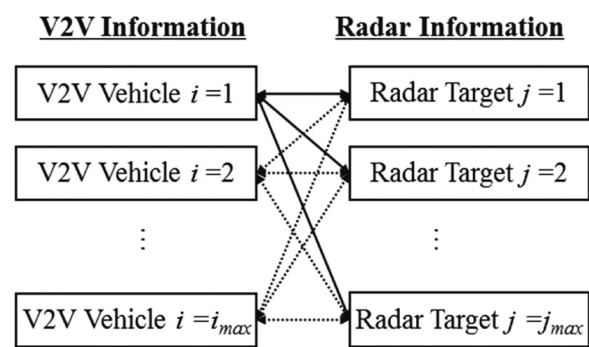 V2V Information Radar Information
V2V Vehicle i =1 Radar Target j =1
V2V Vehicle i =2 Radar Target j =2
⋮ ⋮
V2V Vehicle i =imax Radar Target j =jmax